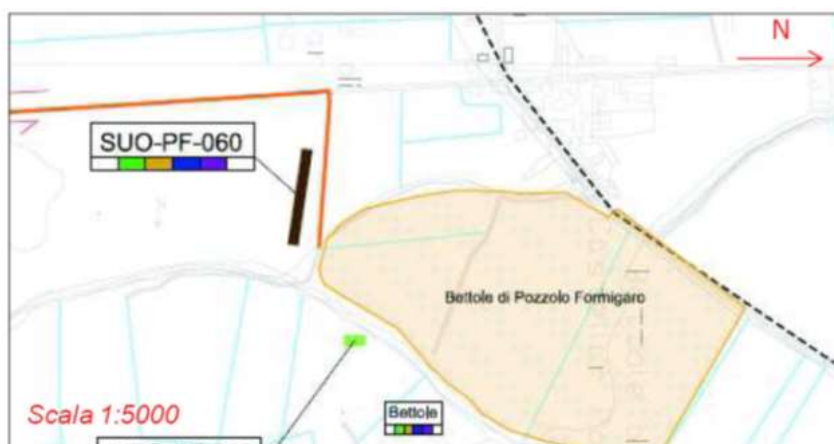 N
SUO-PF-060
Bettole di Pozzolo Formigaro
Scala 1:5000
Bettole